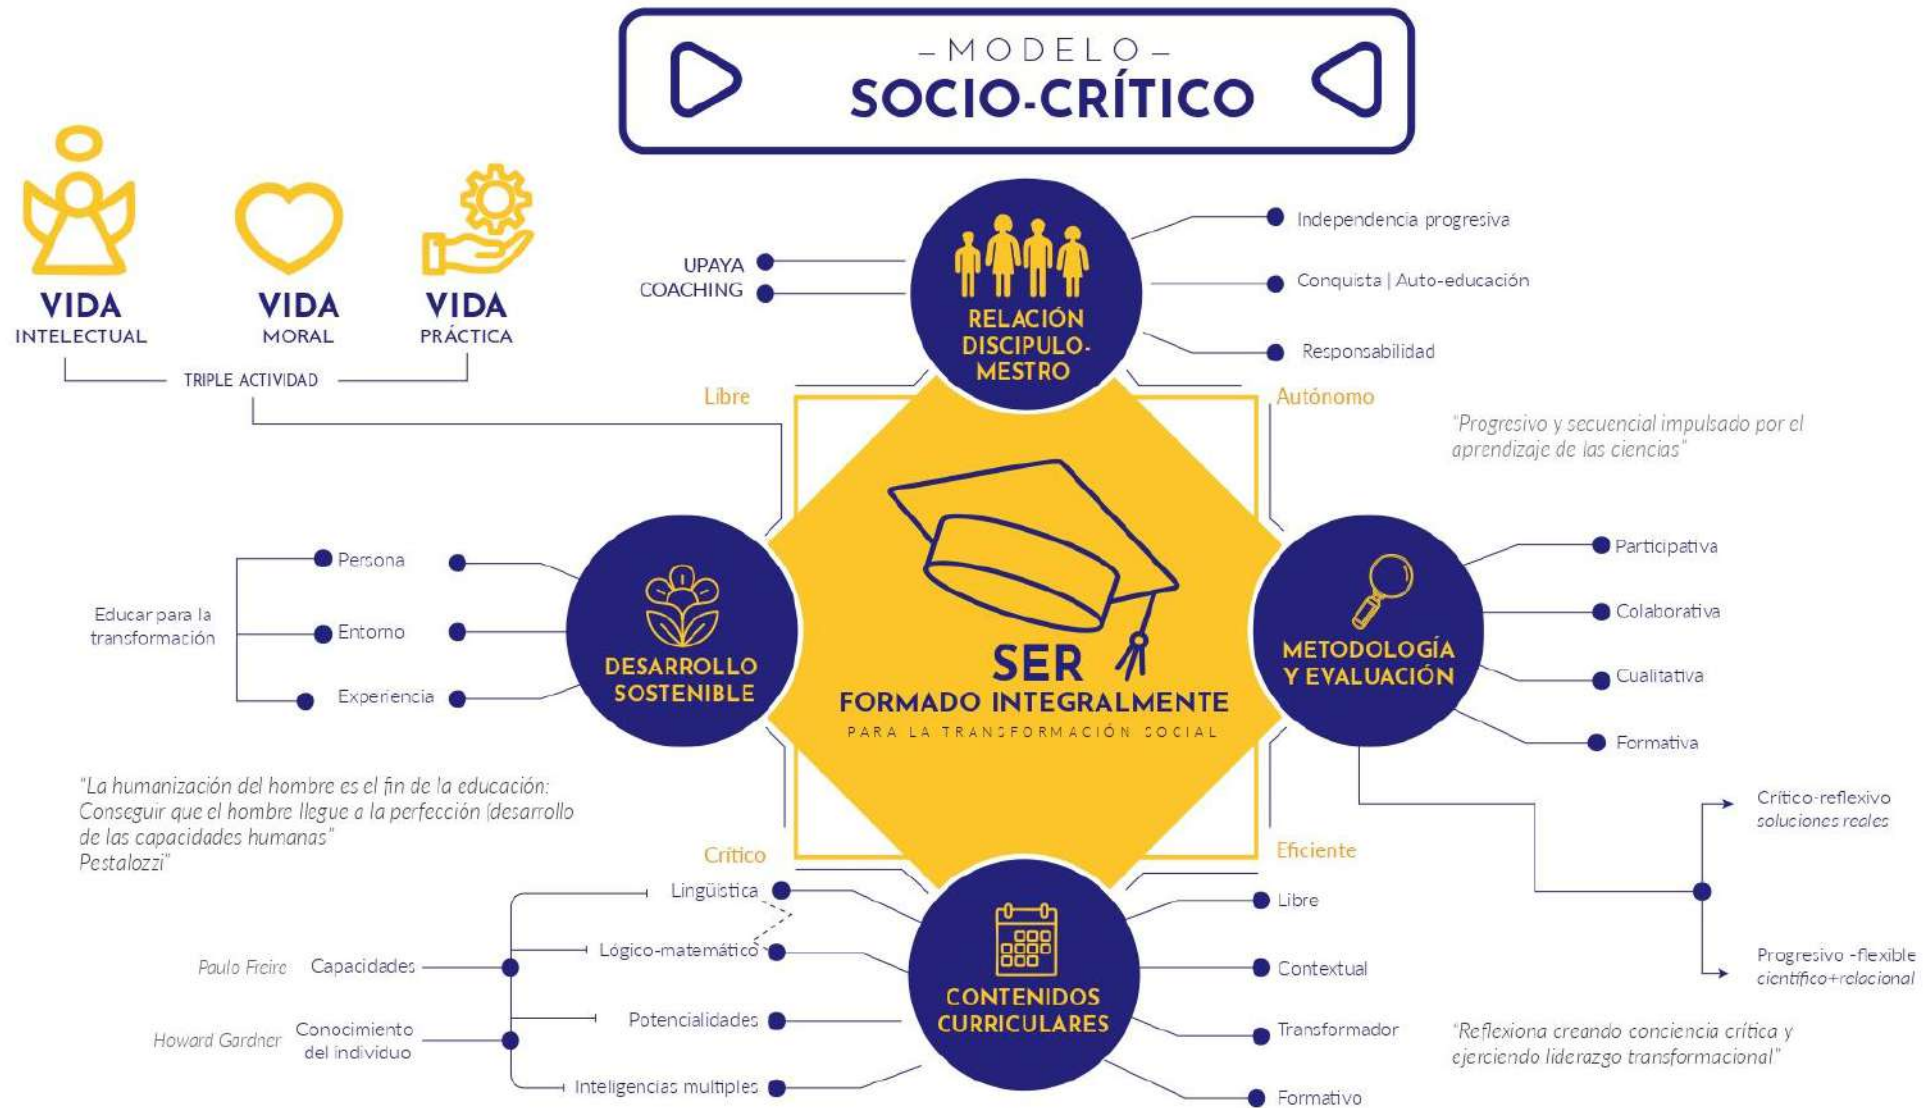 – MODELO –
SOCIO-CRÍTICO
VIDA
INTELECTUAL
VIDA
MORAL
VIDA
PRÁCTICA
TRIPLE ACTIVIDAD
UPAYA
COACHING
RELACIÓN
DISCIPULO-
MESTRO
Independencia progresiva
Conquista | Auto-educación
Responsabilidad
Libre
Autónomo
"Progresivo y secuencial impulsado por el
aprendizaje de las ciencias"
Educar para la
transformación
Persona
Entorno
Experiencia
DESARROLLO
SOSTENIBLE
SER
FORMADO INTEGRALMENTE
PARA LA TRANSFORMACIÓN SOCIAL
METODOLOGÍA
Y EVALUACIÓN
Participativa
Colaborativa
Cualitativa
Formativa
"La humanización del hombre es el fin de la educación:
Conseguir que el hombre llegue a la perfección (desarrollo
de las capacidades humanas"
Pestalozzi"
Crítico-reflexivo
soluciones reales
Progresivo -flexible
científico+relacional
Crítico
Eficiente
Paulo Freire
Capacidades
Howard Gardner
Conocimiento
del individuo
Lingüística
Lógico-matemático
Potencialidades
Inteligencias multiples
CONTENIDOS
CURRICULARES
Libre
Contextual
Transformador
Formativo
"Reflexiona creando conciencia crítica y
ejerciendo liderazgo transformacional"